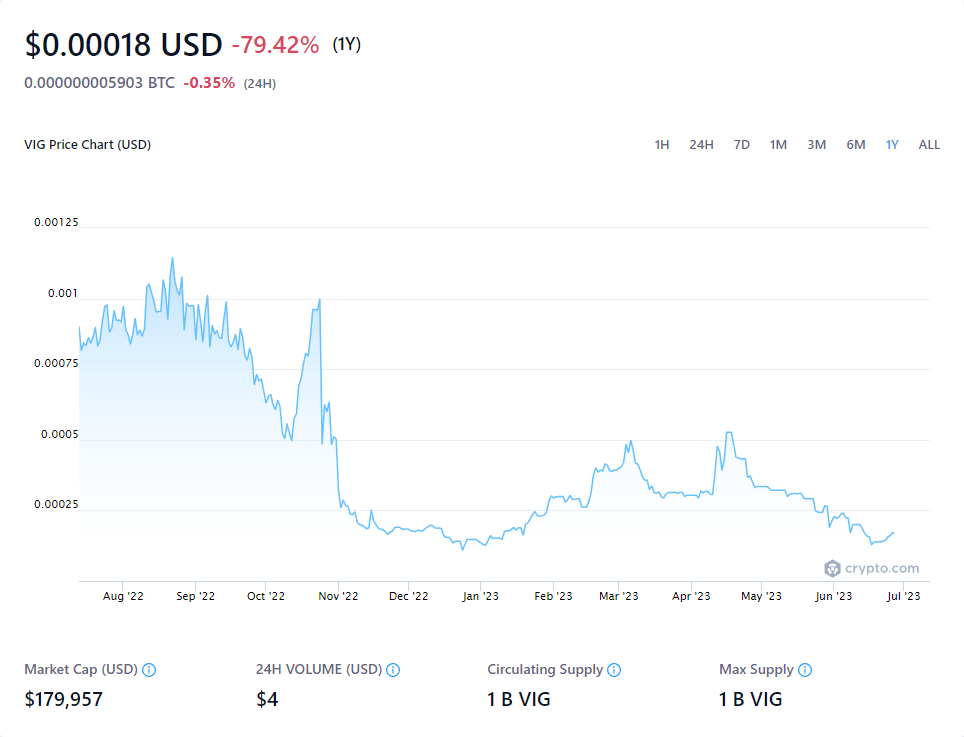 $0.00018 USD -79.42% (1Y)
0.000000005903 BTC -0.35% (24H)
VIG Price Chart (USD) 1H 24H 7D 1M 3M 6M 1Y ALL
0.00125
0.001
0.00075
0.0005
0.00025
crypto.com
Aug '22 Sep '22 Oct '22 Nov '22 Dec '22 Jan '23 Feb '23 Mar '23 Apr '23 May '23 Jun '23 Jul '23
Market Cap (USD) 24H VOLUME (USD) Circulating Supply Max Supply
$179,957 $4 1 B VIG 1 B VIG